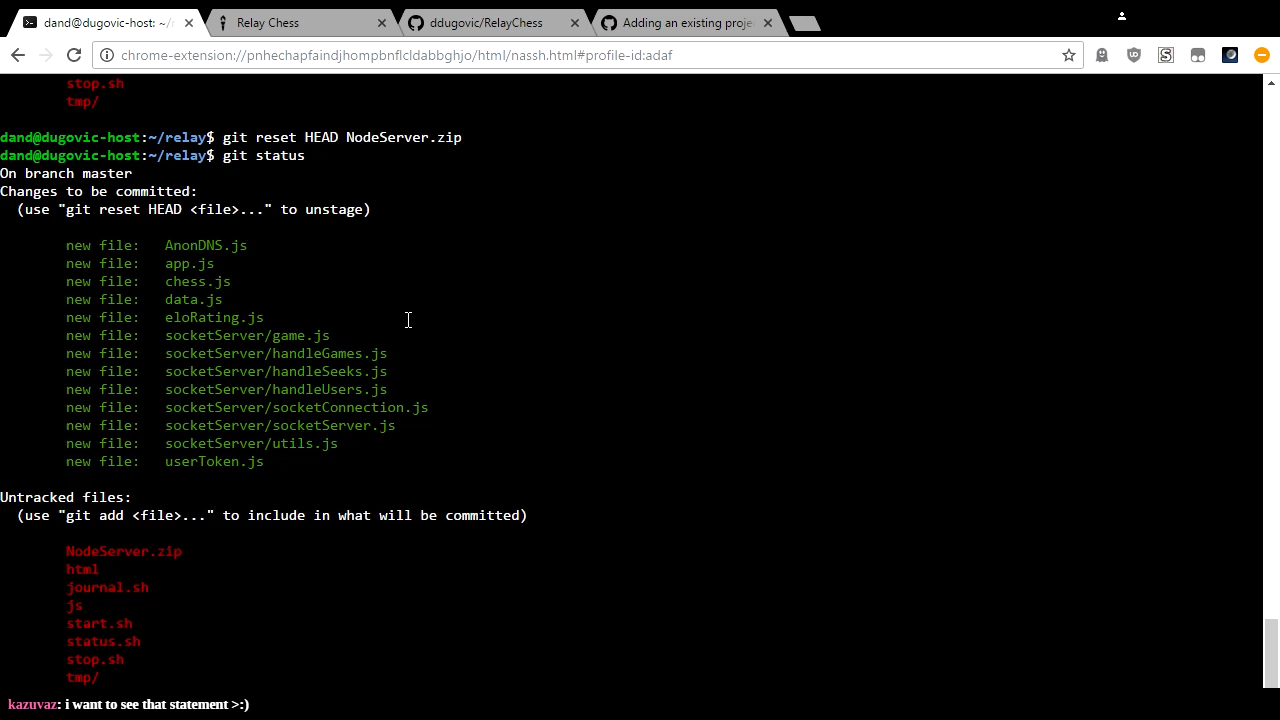 dand@dugovic-host: ~/r
Relay Chess
ddugovic/RelayChess
Adding an existing proje
chrome-extension://pnhechapfaindjhompbnflcldabbghjo/html/nassh.html#profile-id:adaf
stop.sh
tmp/
dand@dugovic-host:~/relay$ git reset HEAD NodeServer.zip
dand@dugovic-host:~/relay$ git status
On branch master
Changes to be committed:
(use "git reset HEAD <file>..." to unstage)
new file: AnonDNS.js
new file: app.js
new file: chess.js
new file: data.js
new file: eloRating.js
new file: socketServer/game.js
new file: socketServer/handleGames.js
new file: socketServer/handleSeeks.js
new file: socketServer/handleUsers.js
new file: socketServer/socketConnection.js
new file: socketServer/socketServer.js
new file: socketServer/utils.js
new file: userToken.js
Untracked files:
(use "git add <file>..." to include in what will be committed)
NodeServer.zip
html
journal.sh
js
start.sh
status.sh
stop.sh
tmp/
kazuvaz: i want to see that statement >:)